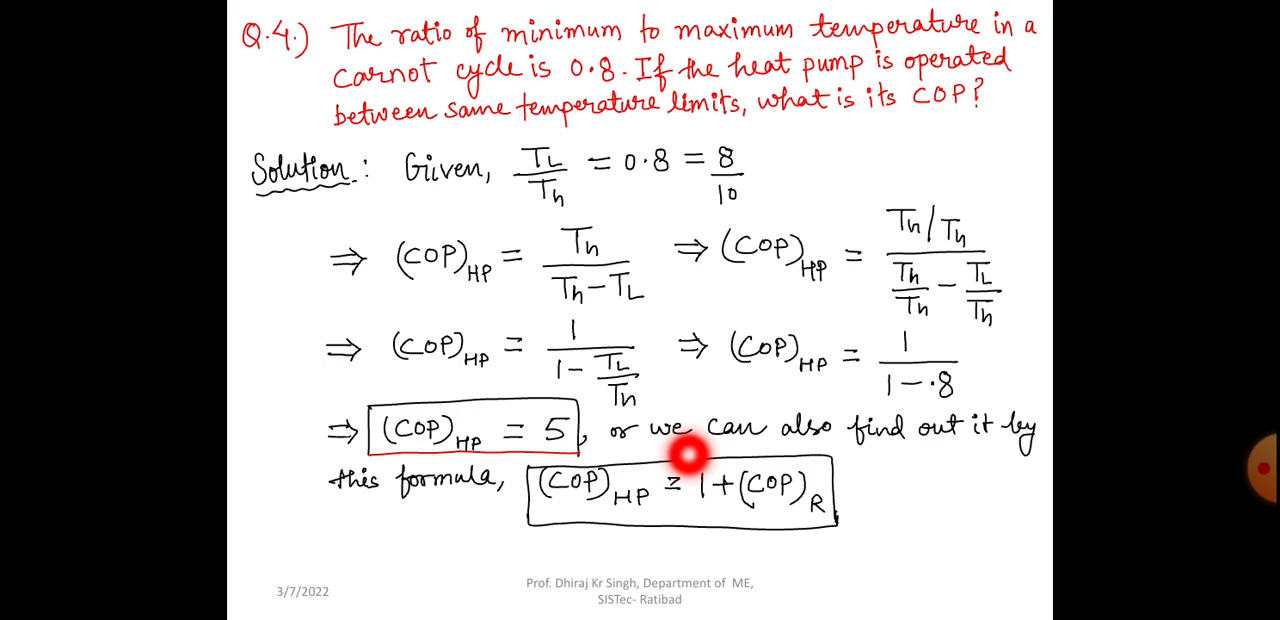 Q.4.) The ratio of minimum to maximum temperature in a
carnot cycle is 0.8. If the heat pump is operated
between same temperature limits, what is its COP?
Solution : Given, TL/Th = 0.8 = 8/10
⇒ (COP)HP = Th/(Th-TL) ⇒ (COP)HP = (Th/Th)/(Th/Th - TL/Th)
⇒ (COP)HP = 1/(1 - TL/Th) ⇒ (COP)HP = 1/(1-.8)
⇒ (COP)HP = 5, or we can also find out it by
this formula, (COP)HP = 1+(COP)R
3/7/2022
Prof. Dhiraj Kr Singh, Department of ME,
SISTec- Ratibad